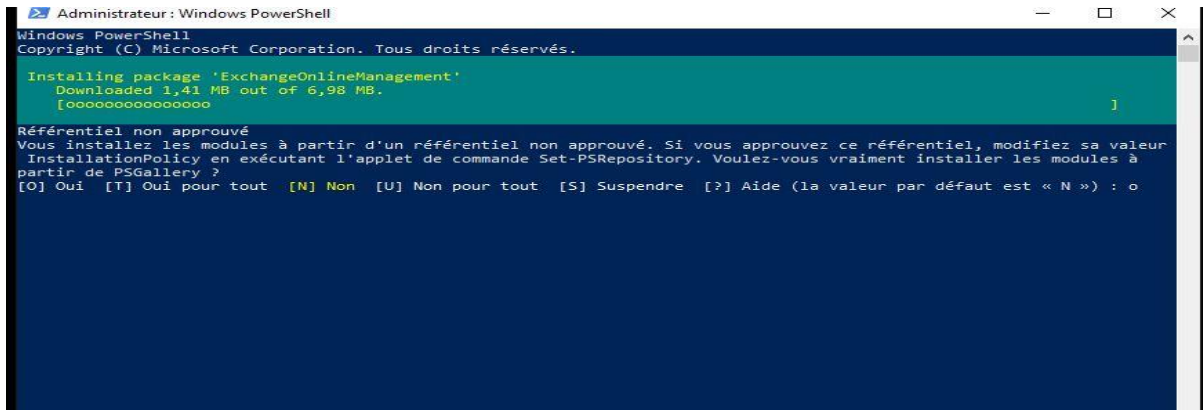 Administrateur : Windows PowerShell
Windows PowerShell
Copyright (C) Microsoft Corporation. Tous droits réservés.
Installing package 'ExchangeOnlineManagement'
Downloaded 1,41 MB out of 6,98 MB.
[ooooooooooooooo ]
Référentiel non approuvé
Vous installez les modules à partir d'un référentiel non approuvé. Si vous approuvez ce référentiel, modifiez sa valeur
InstallationPolicy en exécutant l'applet de commande Set-PSRepository. Voulez-vous vraiment installer les modules à
partir de PSGallery ?
[O] Oui [T] Oui pour tout [N] Non [U] Non pour tout [S] Suspendre [?] Aide (la valeur par défaut est « N ») : o